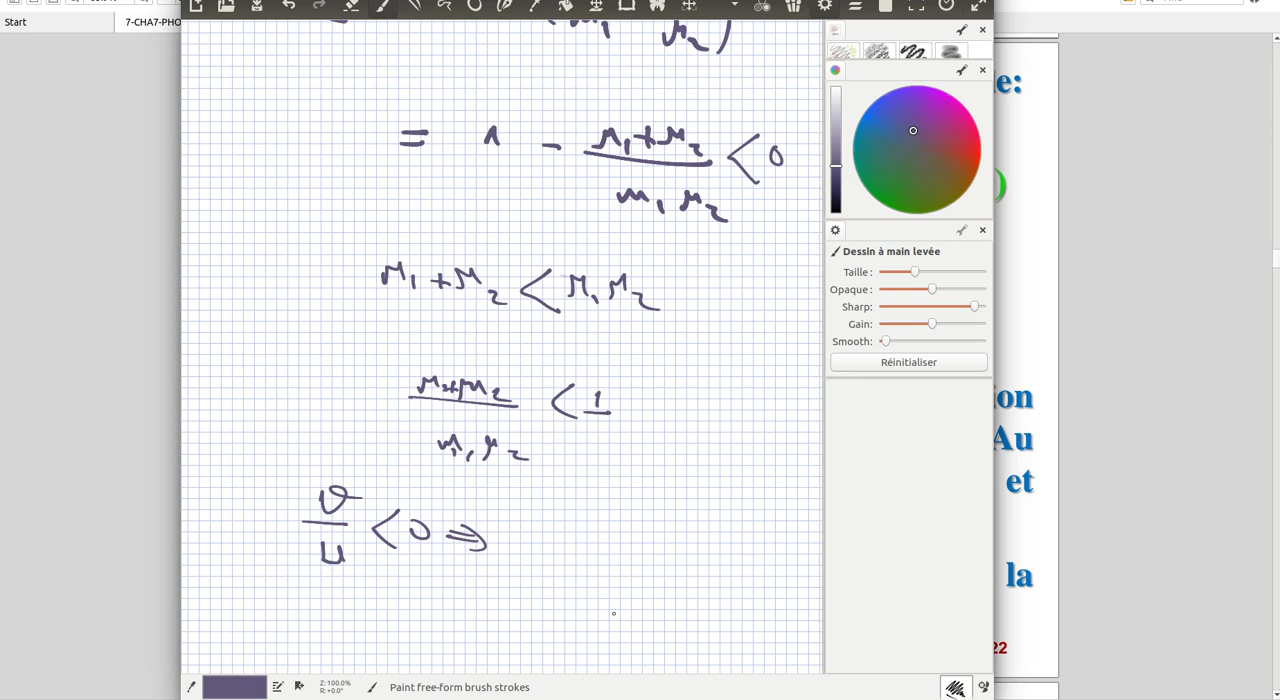 Start
7-CHA7-PHO
e:
)
= 1 - (M₁+M₂)/(M₁M₂) < 0
M₁ + M₂ < M₁M₂
(M₁+M₂)/(M₁M₂) < 1
v/u < 0 ⇒
Dessin à main levée
Taille :
Opaque :
Sharp:
Gain:
Smooth:
Réinitialiser
ion
Au
et
la
22
Z: 100.0%
R:+0.0°
Paint free-form brush strokes